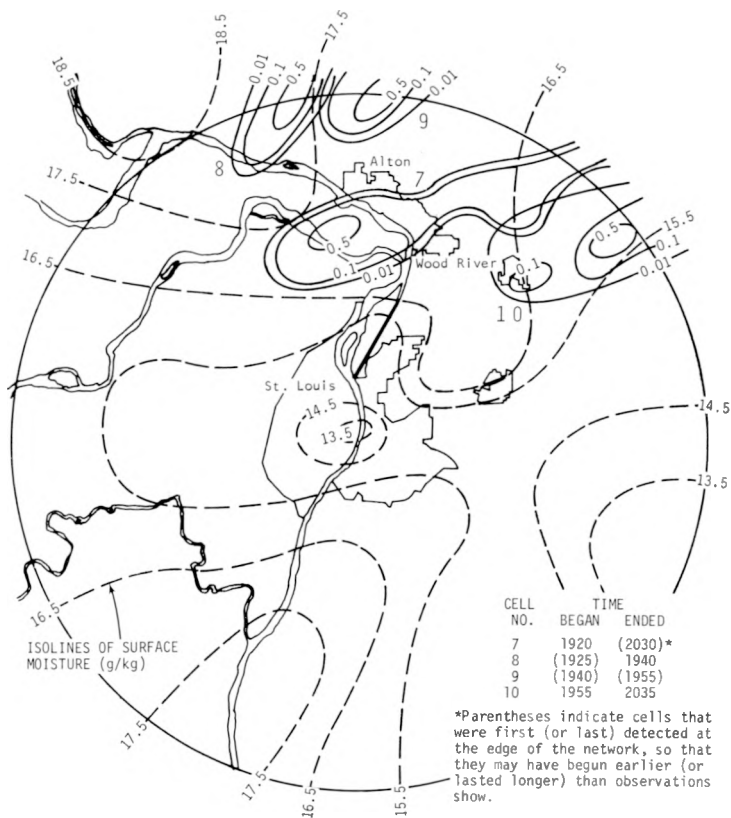 18.5
17.5
18.5
0.01
0.1
0.5
0.5
0.1
0.01
16.5
9
8
Alton
7
17.5
0.5
15.5
0.5
0.1
0.01
16.5
0.1
0.01
Wood River
0.1
10
St. Louis
14.5
13.5
14.5
13.5
16.5
ISOLINES OF SURFACE
MOISTURE (g/kg)
17.5
17.5
16.5
15.5
CELL TIME
NO. BEGAN ENDED
7 1920 (2030)*
8 (1925) 1940
9 (1940) (1955)
10 1955 2035
*Parentheses indicate cells that
were first (or last) detected at
the edge of the network, so that
they may have begun earlier (or
lasted longer) than observations
show.